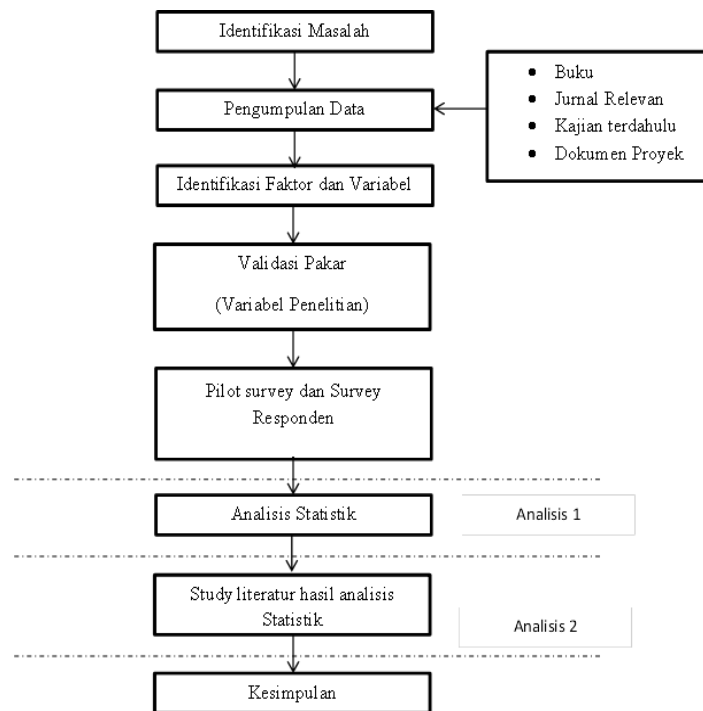 Identifikasi Masalah
Pengumpulan Data
• Buku
• Jurnal Relevan
• Kajian terdahulu
• Dokumen Proyek
Identifikasi Faktor dan Variabel
Validasi Pakar
(Variabel Penelitian)
Pilot survey dan Survey
Responden
Analisis Statistik
Analisis 1
Study literatur hasil analisis
Statistik
Analisis 2
Kesimpulan